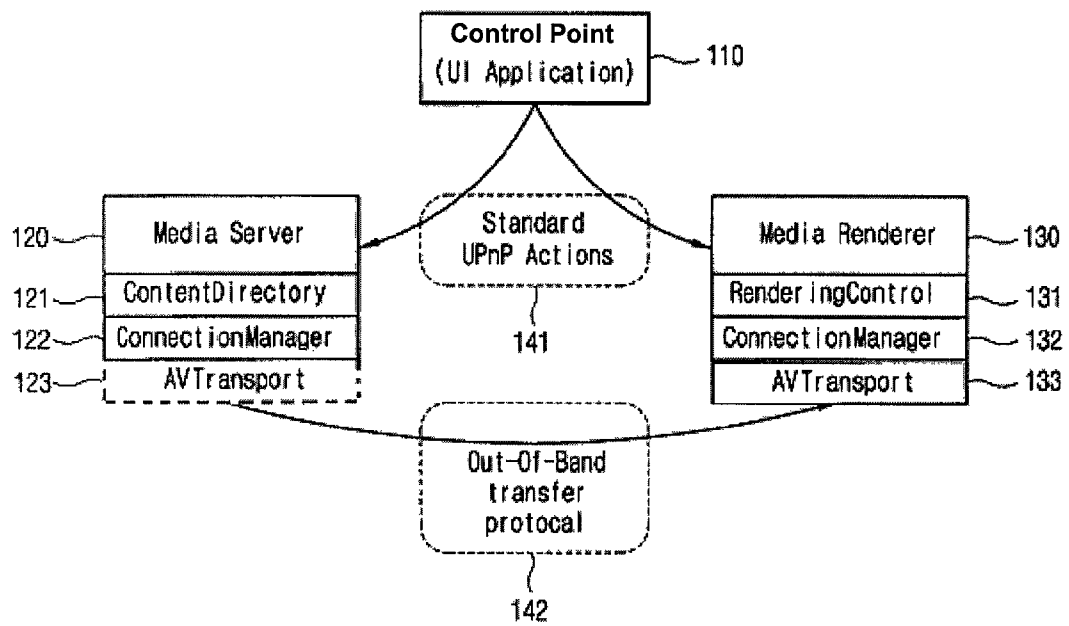 Control Point
(UI Application)
110
120
Media Server
Standard
UPnP Actions
Media Renderer
130
121
ContentDirectory
RenderingControl
131
122
ConnectionManager
141
ConnectionManager
132
123
AVTransport
AVTransport
133
Out-Of-Band
transfer
protocal
142